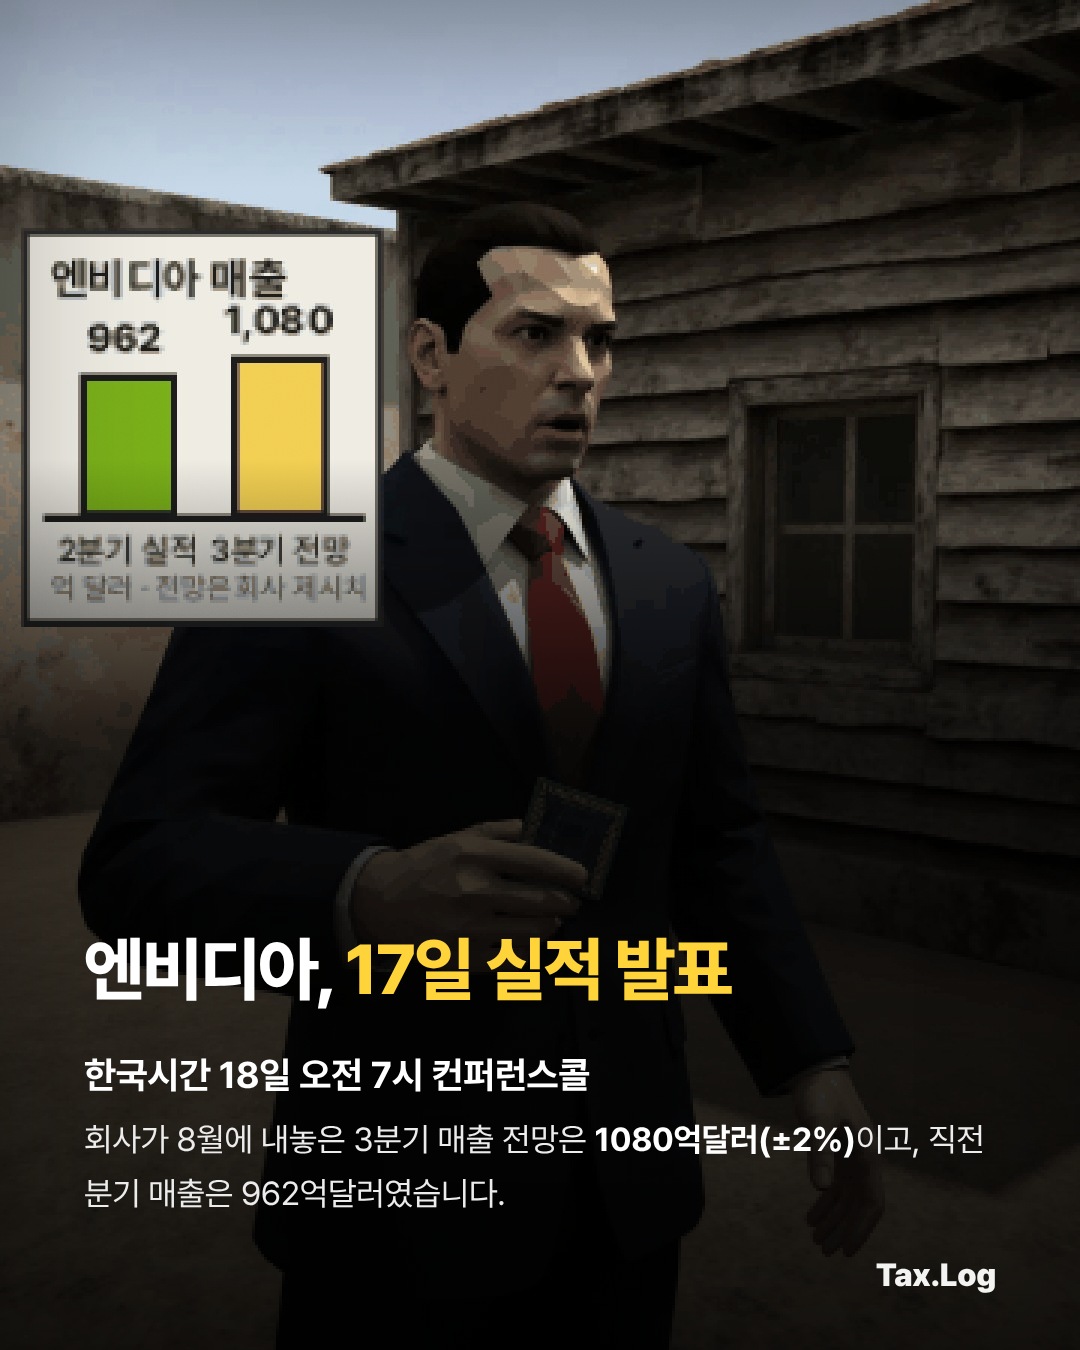 엔비디아 매출
962
1,080
2분기 실적 3분기 전망
억 달러 - 전망은 회사 제시치
엔비디아, 17일 실적 발표
한국시간 18일 오전 7시 컨퍼런스콜
회사가 8월에 내놓은 3분기 매출 전망은 1080억달러(±2%)이고, 직전
분기 매출은 962억달러였습니다.
Tax.Log